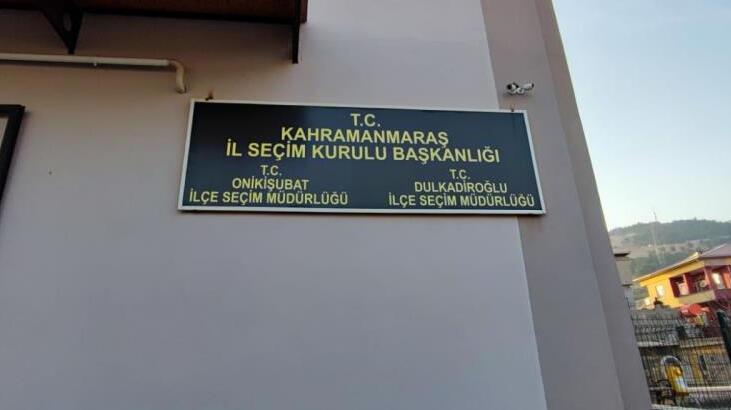 T.C.
KAHRAMANMARAŞ
İL SEÇİM KURULU BAŞKANLIĞI
T.C.
ONİKİŞUBAT
İLÇE SEÇİM MÜDÜRLÜĞÜ
T.C.
DULKADİROĞLU
İLÇE SEÇİM MÜDÜRLÜĞÜ